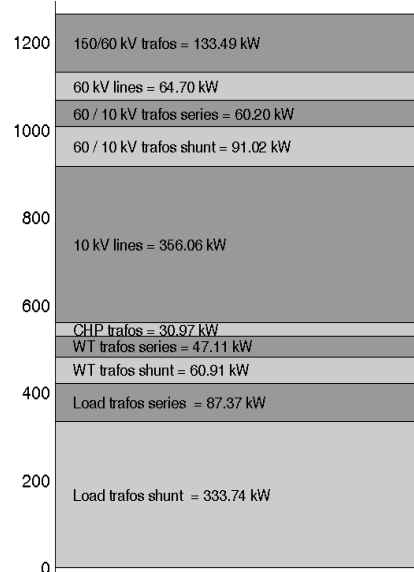 1200
150/60 kV trafos = 133.49 kW
60 kV lines = 64.70 kW
60 / 10 kV trafos series = 60.20 kW
1000
60 / 10 kV trafos shunt = 91.02 kW
800
10 kV lines = 356.06 kW
600
CHP trafos = 30.97 kW
WT trafos series = 47.11 kW
WT trafos shunt = 60.91 kW
400
Load trafos series = 87.37 kW
200
Load trafos shunt = 333.74 kW
0